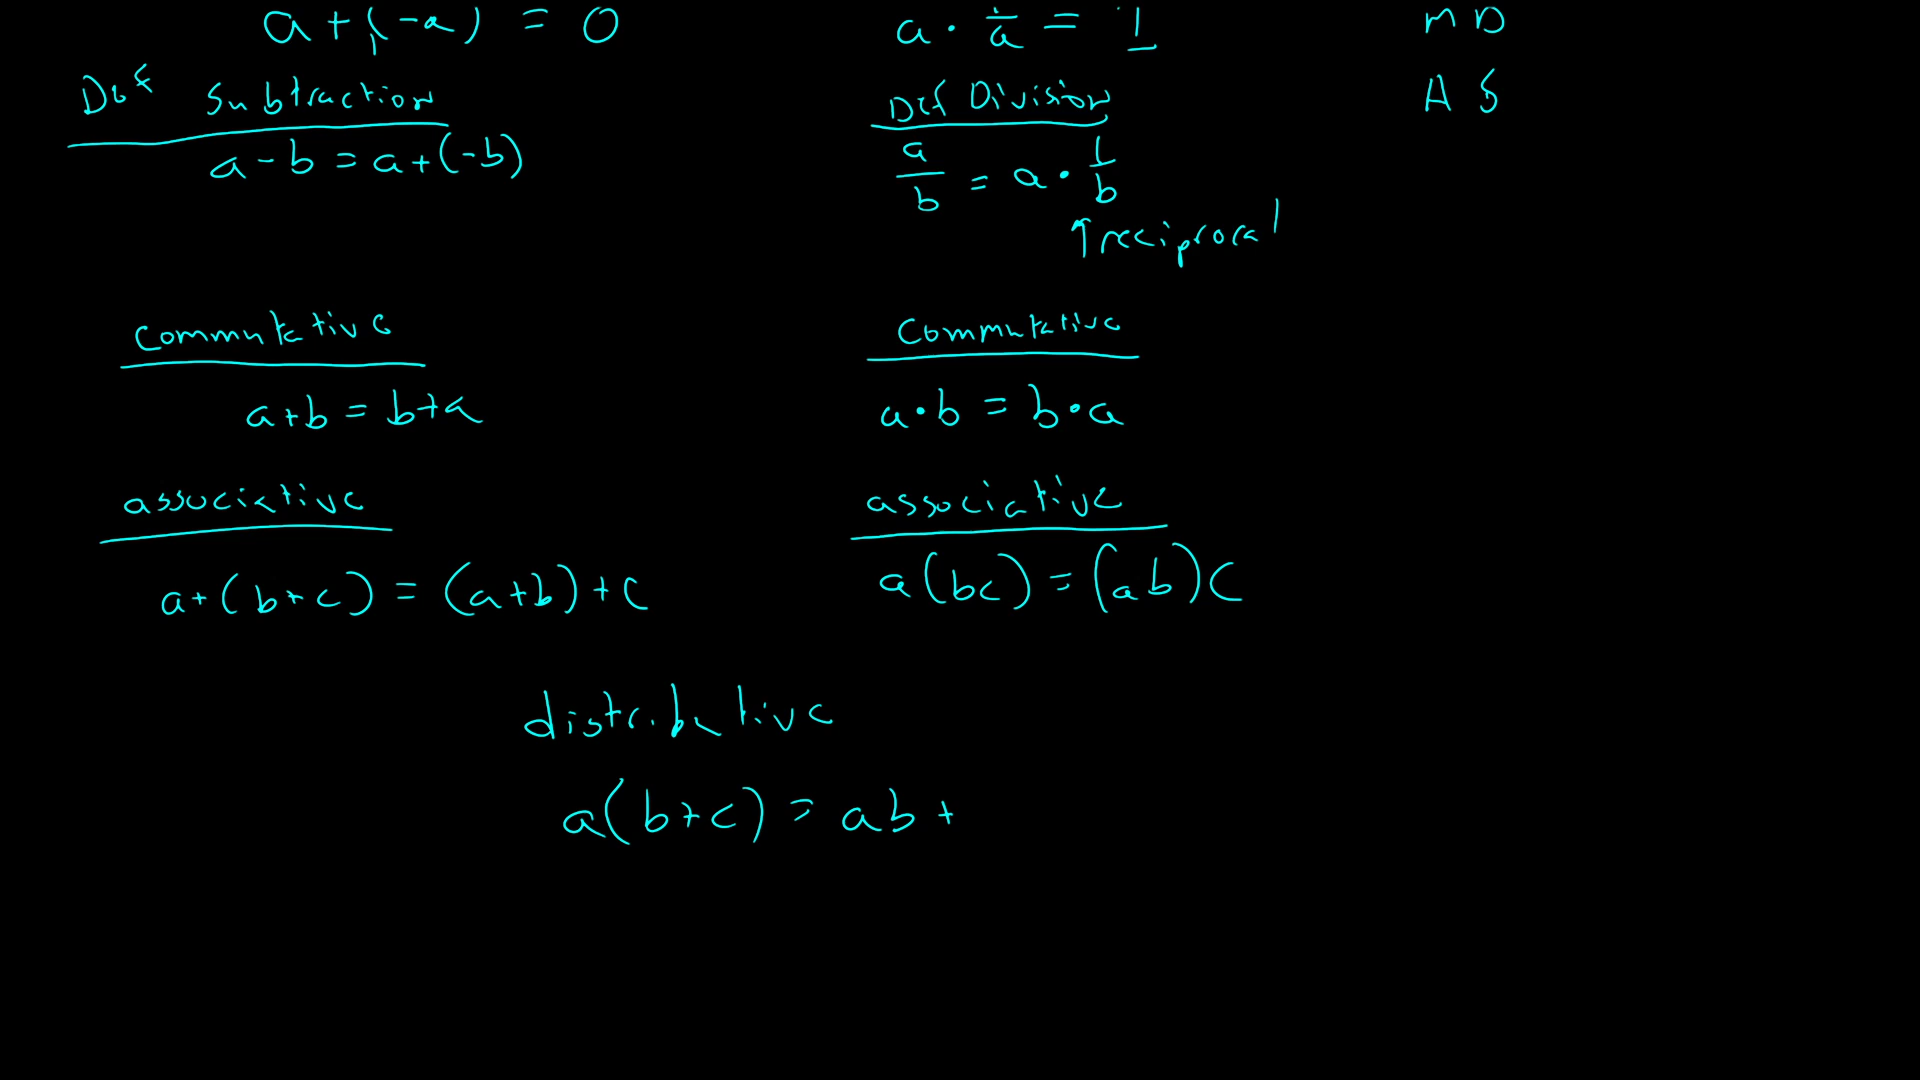 a + (-a) = 0
a · 1/a = 1
M D
Def Subtraction
Def Division
A S
a - b = a + (-b)
a/b = a · 1/b
↑ reciprocal
Commutative
Commutative
a + b = b + a
a · b = b · a
associative
associative
a + (b + c) = (a + b) + c
a(bc) = (ab)c
distributive
a(b + c) = ab +